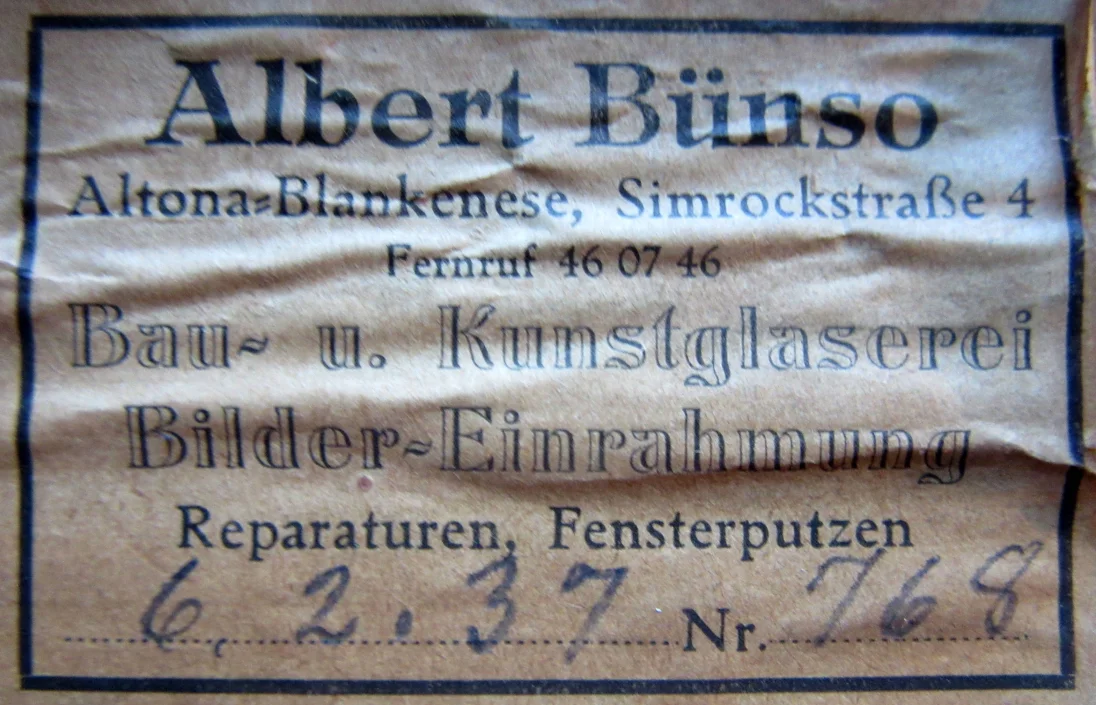 Albert Bünso
Altona-Blankenese, Simrockstraße 4
Fernruf 46 07 46
Bau- u. Kunstglaserei
Bilder-Einrahmung
Reparaturen, Fensterputzen
6. 2. 37 Nr. 768